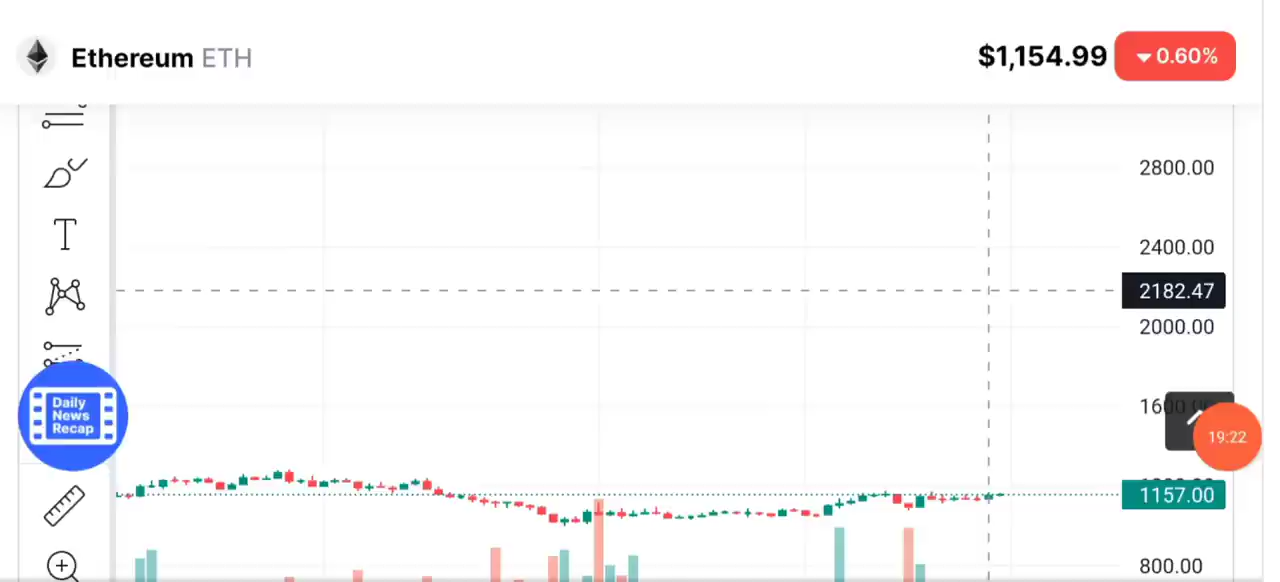 Ethereum ETH
$1,154.99
0.60%
2800.00
2400.00
2182.47
2000.00
Daily
News
Recap
19:22
1157.00
800.00